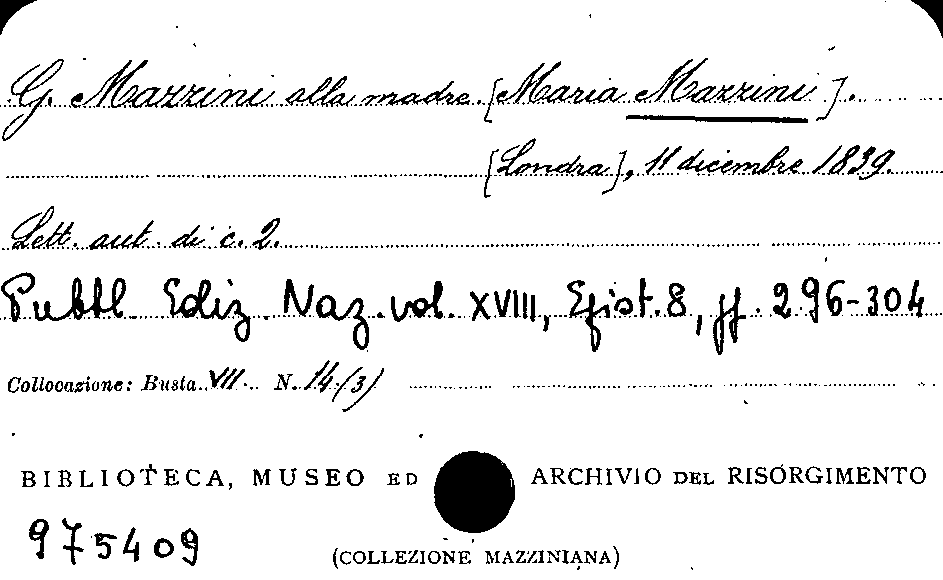 G. Mazzini alla madre [Maria Mazzini].
[Londra], 11 dicembre 1839.
Lett. aut. di c. 2.
Pubbl. Ediz. Naz. vol. XVIII, Epist. 8, pp. 296-304
Collocazione: Busta VII. N. 14 (3)
BIBLIOTECA, MUSEO ED ARCHIVIO DEL RISORGIMENTO
975409
(COLLEZIONE MAZZINIANA)